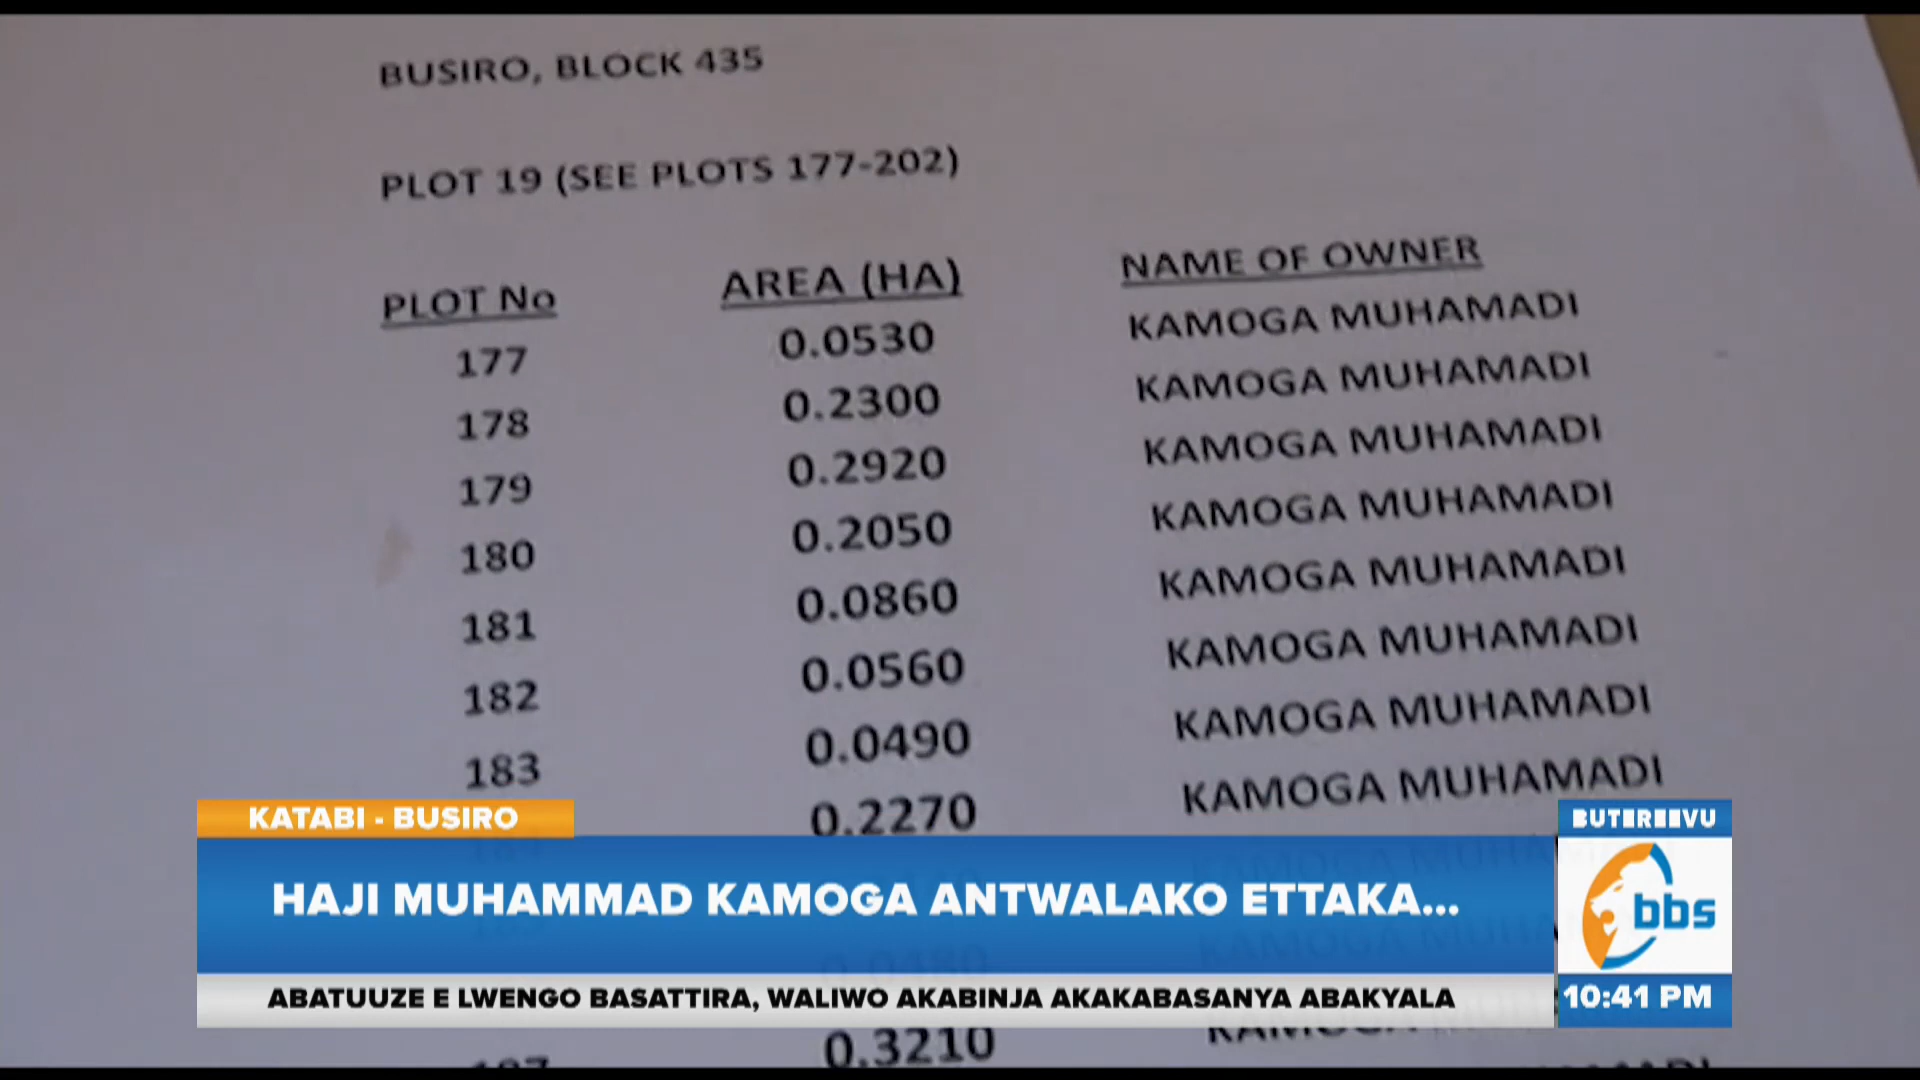 BUSIRO, BLOCK 435
PLOT 19 (SEE PLOTS 177-202)
PLOT No AREA (HA) NAME OF OWNER
177 0.0530 KAMOGA MUHAMADI
178 0.2300 KAMOGA MUHAMADI
179 0.2920 KAMOGA MUHAMADI
180 0.2050 KAMOGA MUHAMADI
181 0.0860 KAMOGA MUHAMADI
182 0.0560 KAMOGA MUHAMADI
183 0.0490 KAMOGA MUHAMADI
0.2270 KAMOGA MUHAMADI
0.3210
KATABI - BUSIRO
HAJI MUHAMMAD KAMOGA ANTWALAKO ETTAKA...
ABATUUZE E LWENGO BASATTIRA, WALIWO AKABINJA AKAKABASANYA ABAKYALA
BUTEREEVU
bbs
10:41 PM